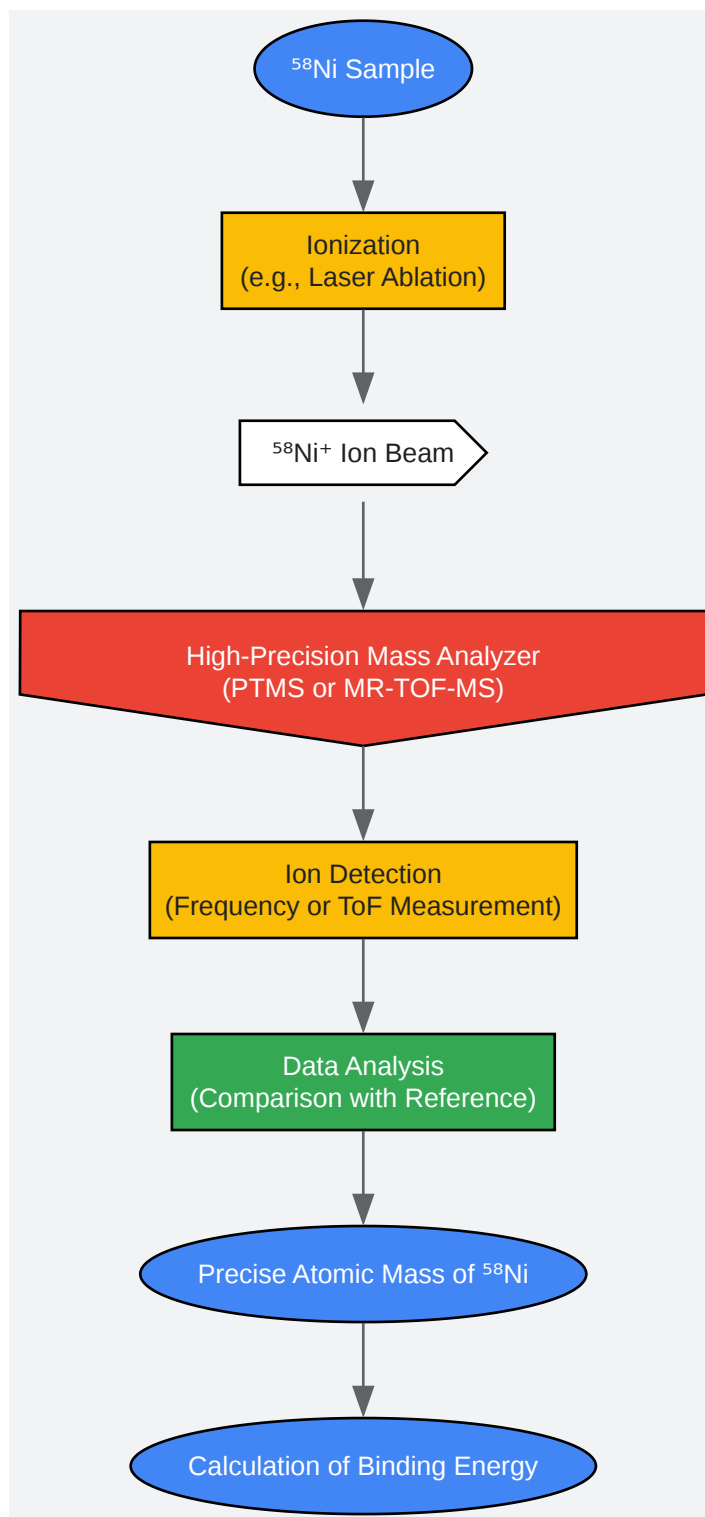 ⁵⁸Ni Sample
Ionization
(e.g., Laser Ablation)
⁵⁸Ni⁺ Ion Beam
High-Precision Mass Analyzer
(PTMS or MR-TOF-MS)
Ion Detection
(Frequency or ToF Measurement)
Data Analysis
(Comparison with Reference)
Precise Atomic Mass of ⁵⁸Ni
Calculation of Binding Energy